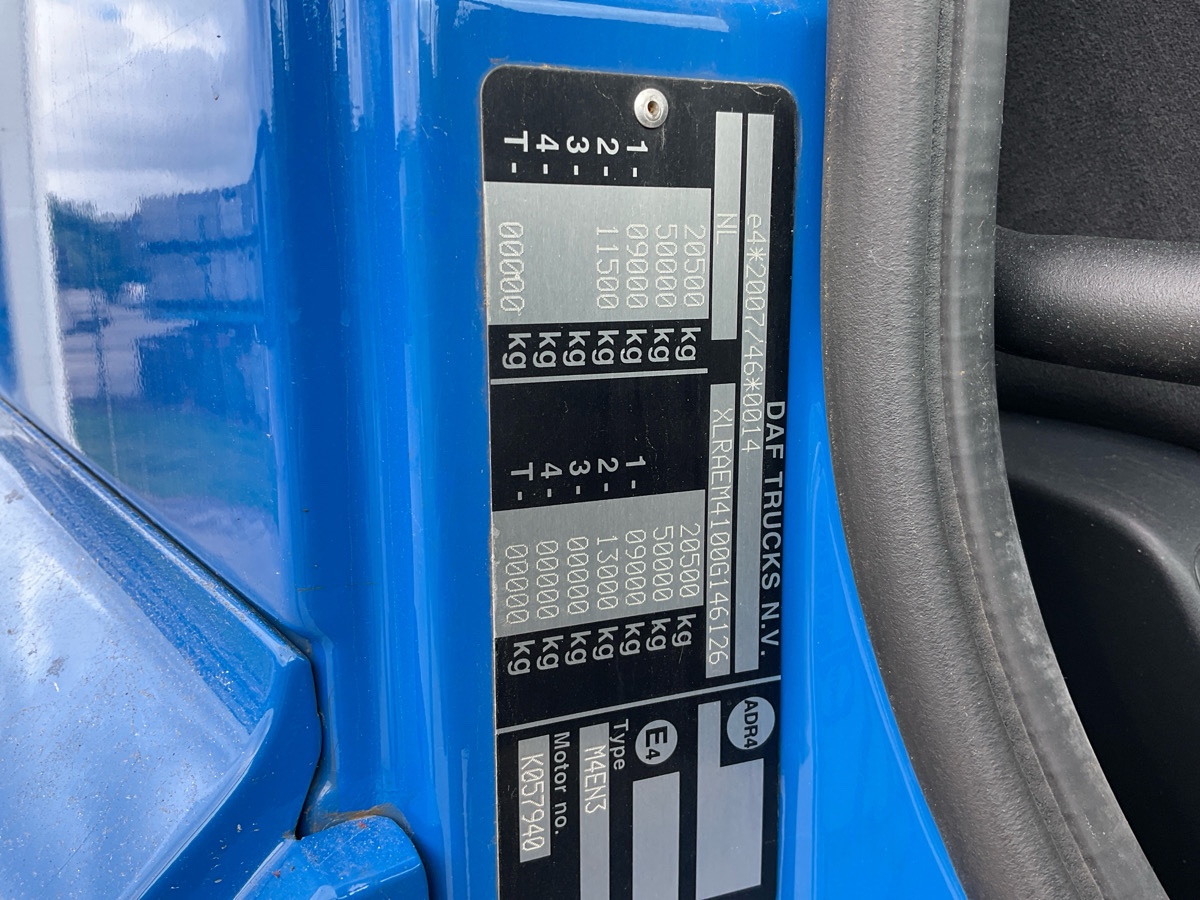 DAF TRUCKS N.V.
e4*2007/46*0014
NL
XLRAEM4100G146126
20500 kg
50000 kg
1- 09000 kg
2- 11500 kg
3- kg
4- kg
T- 00000 kg
20500 kg
50000 kg
1- 09000 kg
2- 13000 kg
3- 00000 kg
4- 00000 kg
T- 00000 kg
ADR4
E4
Type
M4EN3
Motor no.
K057940